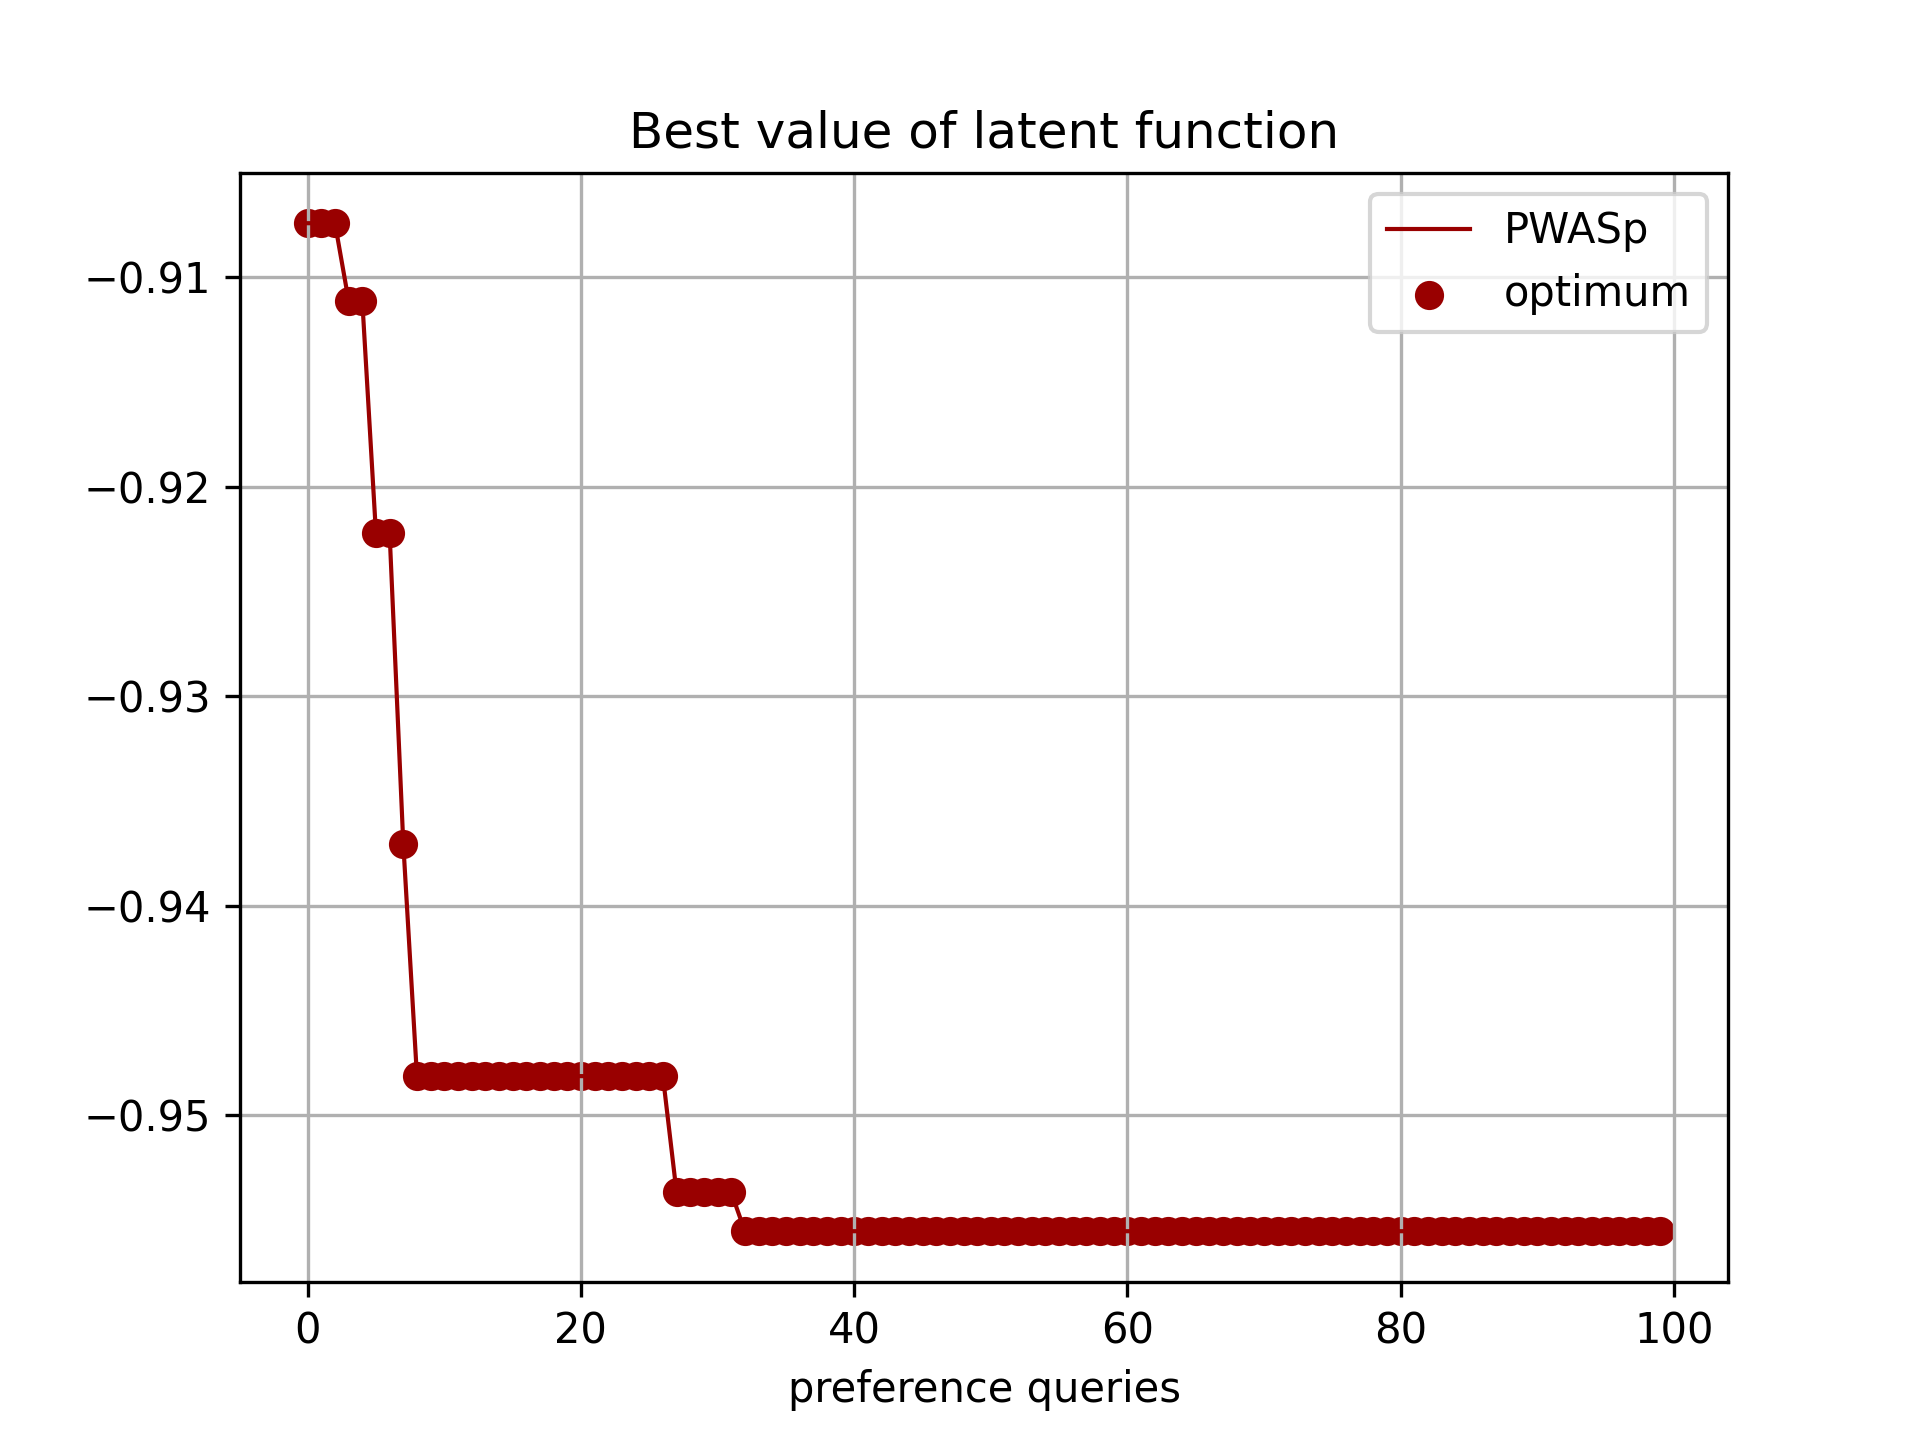 Best value of latent function
PWASp
optimum
−0.91
−0.92
−0.93
−0.94
−0.95
0 20 40 60 80 100
preference queries